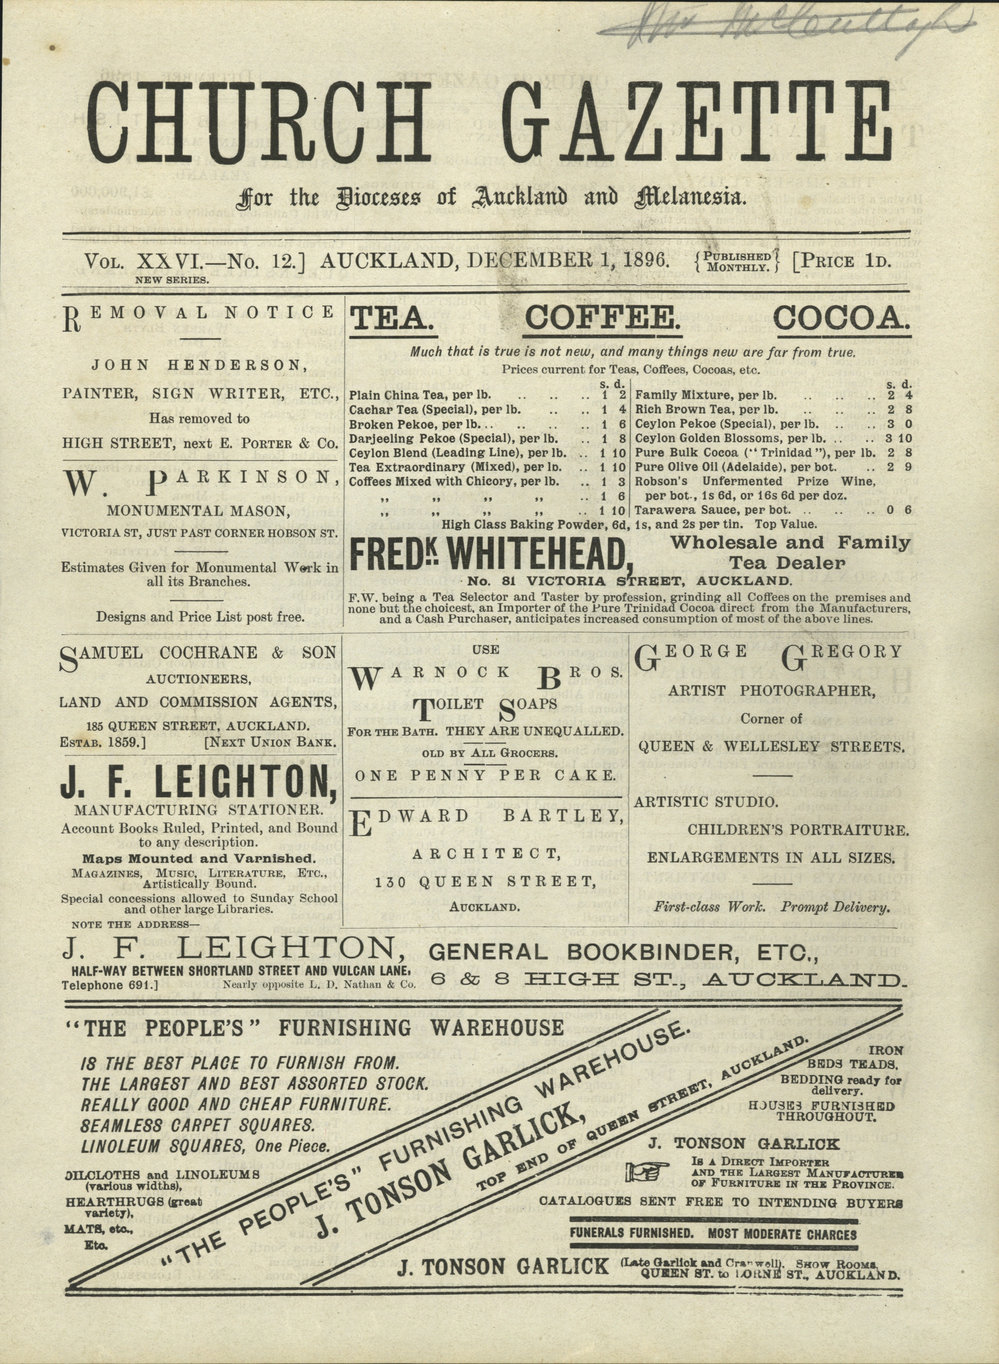 CHURCH GAZETTE
For the Dioceses of Auckland and Melanesia.
VOL. XXVI.—No. 12.] AUCKLAND, DECEMBER 1, 1896. {PUBLISHED MONTHLY.} [PRICE 1D.
NEW SERIES.
REMOVAL NOTICE
JOHN HENDERSON,
PAINTER, SIGN WRITER, ETC.,
Has removed to
HIGH STREET, next E. PORTER & Co.
W. PARKINSON,
MONUMENTAL MASON,
VICTORIA ST, JUST PAST CORNER HOBSON ST.
Estimates Given for Monumental Work in
all its Branches.
Designs and Price List post free.
TEA. COFFEE. COCOA.
Much that is true is not new, and many things new are far from true.
Prices current for Teas, Coffees, Cocoas, etc.
s. d.
Plain China Tea, per lb. .. .. .. 1 2
Cachar Tea (Special), per lb. .. .. 1 4
Broken Pekoe, per lb... .. .. .. 1 6
Darjeeling Pekoe (Special), per lb. .. 1 8
Ceylon Blend (Leading Line), per lb. .. 1 10
Tea Extraordinary (Mixed), per lb. .. 1 10
Coffees Mixed with Chicory, per lb. .. 1 3
,, ,, ,, ,, .. 1 6
,, ,, ,, ,, .. 1 10
s. d.
Family Mixture, per lb. .. .. .. 2 4
Rich Brown Tea, per lb. .. .. .. 2 8
Ceylon Pekoe (Special), per lb. .. .. 3 0
Ceylon Golden Blossoms, per lb. .. .. 3 10
Pure Bulk Cocoa ("Trinidad"), per lb. 2 8
Pure Olive Oil (Adelaide), per bot. .. 2 9
Robson's Unfermented Prize Wine,
per bot., 1s 6d, or 16s 6d per doz.
Tarawera Sauce, per bot. .. .. .. 0 6
High Class Baking Powder, 6d, 1s, and 2s per tin. Top Value.
FREDK. WHITEHEAD, Wholesale and Family
Tea Dealer
No. 81 VICTORIA STREET, AUCKLAND.
F.W. being a Tea Selector and Taster by profession, grinding all Coffees on the premises and
none but the choicest, an Importer of the Pure Trinidad Cocoa direct from the Manufacturers,
and a Cash Purchaser, anticipates increased consumption of most of the above lines.
SAMUEL COCHRANE & SON
AUCTIONEERS,
LAND AND COMMISSION AGENTS,
185 QUEEN STREET, AUCKLAND.
ESTAB. 1859.] [NEXT UNION BANK.
J. F. LEIGHTON,
MANUFACTURING STATIONER.
Account Books Ruled, Printed, and Bound
to any description.
Maps Mounted and Varnished.
MAGAZINES, MUSIC, LITERATURE, ETC.,
Artistically Bound.
Special concessions allowed to Sunday School
and other large Libraries.
NOTE THE ADDRESS—
USE
WARNOCK BROS.
TOILET SOAPS
FOR THE BATH. THEY ARE UNEQUALLED.
OLD BY ALL GROCERS.
ONE PENNY PER CAKE.
EDWARD BARTLEY,
ARCHITECT,
130 QUEEN STREET,
AUCKLAND.
GEORGE GREGORY
ARTIST PHOTOGRAPHER,
Corner of
QUEEN & WELLESLEY STREETS.
ARTISTIC STUDIO.
CHILDREN'S PORTRAITURE.
ENLARGEMENTS IN ALL SIZES.
First-class Work. Prompt Delivery.
J. F. LEIGHTON, GENERAL BOOKBINDER, ETC.,
HALF-WAY BETWEEN SHORTLAND STREET AND VULCAN LANE,
Telephone 691.] Nearly opposite L. D. Nathan & Co.
6 & 8 HIGH ST., AUCKLAND.
"THE PEOPLE'S" FURNISHING WAREHOUSE
IS THE BEST PLACE TO FURNISH FROM.
THE LARGEST AND BEST ASSORTED STOCK.
REALLY GOOD AND CHEAP FURNITURE.
SEAMLESS CARPET SQUARES.
LINOLEUM SQUARES, One Piece.
OILCLOTHS and LINOLEUMS
(various widths),
HEARTHRUGS (great
variety),
MATS, etc.,
Etc.
"THE PEOPLE'S" FURNISHING WAREHOUSE.
J. TONSON GARLICK,
TOP END OF QUEEN STREET, AUCKLAND.
IRON
BEDS TEADS,
BEDDING ready for
delivery.
HOUSES FURNISHED
THROUGHOUT.
J. TONSON GARLICK
IS A DIRECT IMPORTER
AND THE LARGEST MANUFACTURER
OF FURNITURE IN THE PROVINCE.
CATALOGUES SENT FREE TO INTENDING BUYERS
FUNERALS FURNISHED. MOST MODERATE CHARGES
J. TONSON GARLICK (Late Garlick and Cranwell). SHOW ROOMS,
QUEEN ST. to LORNE ST., AUCKLAND.